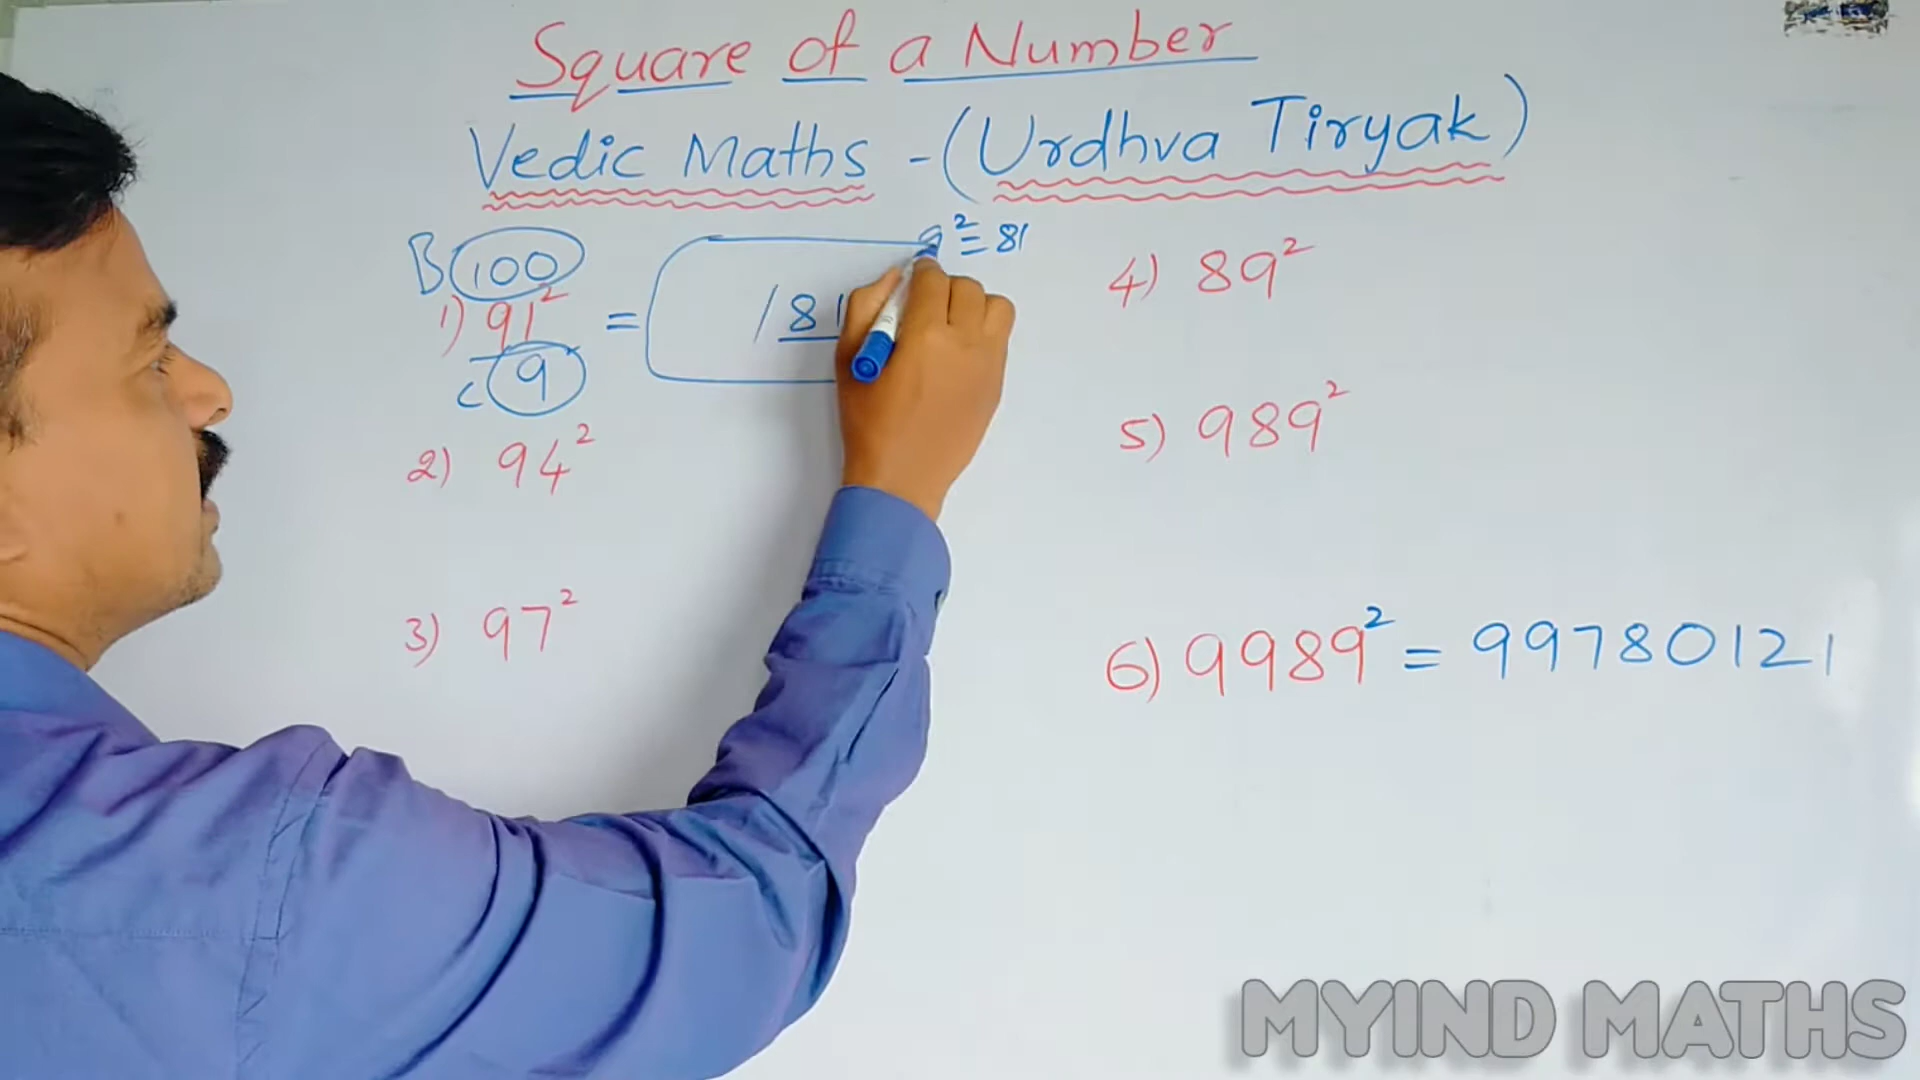 Square of a Number
Vedic Maths - (Urdhva Tiryak)
9² = 81
B 100
1) 91² = / 81
C 9
2) 94²
3) 97²
4) 89²
5) 989²
6) 9989² = 99780121
MYIND MATHS